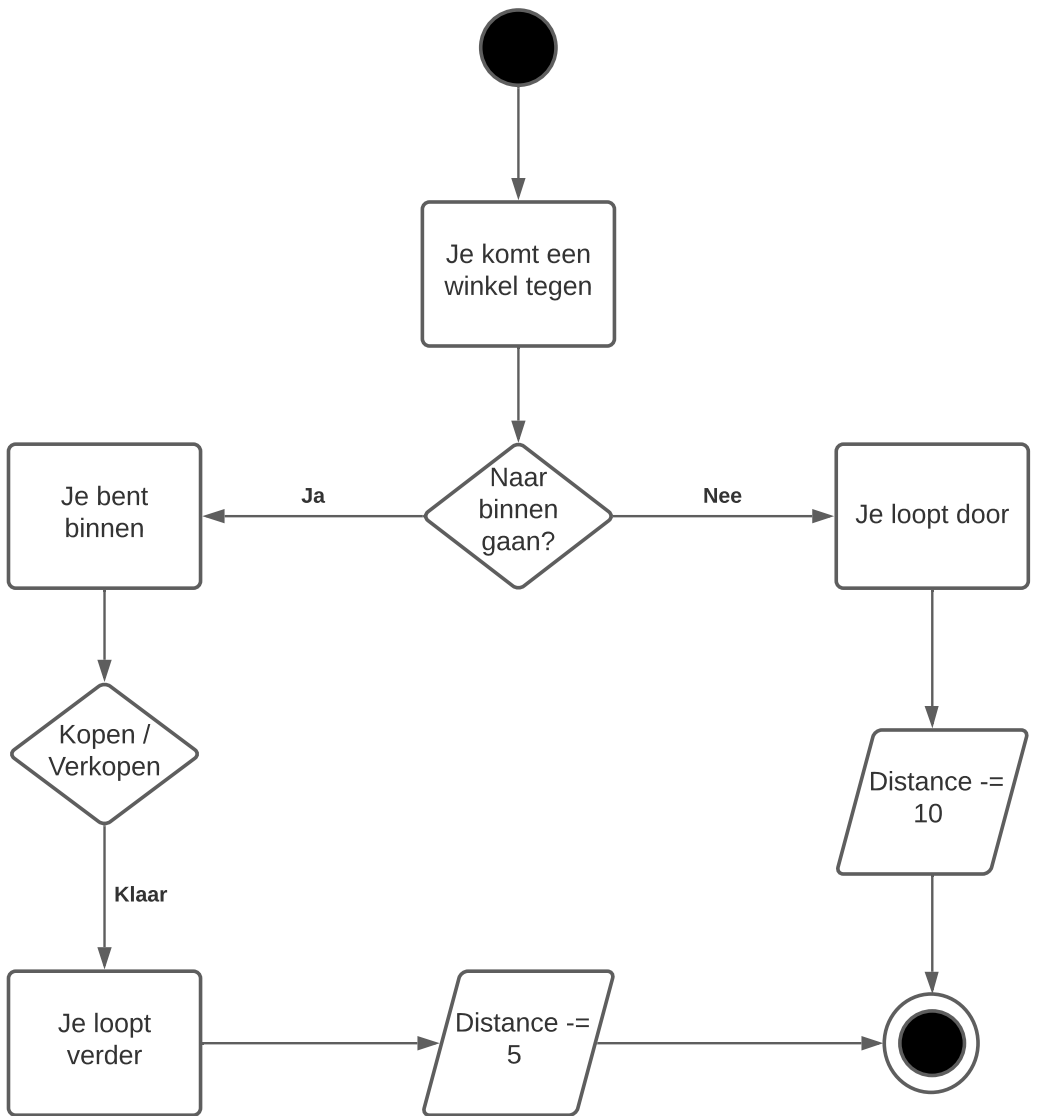 Je komt een
winkel tegen
Je bent
binnen
Ja
Naar
binnen
gaan?
Nee
Je loopt door
Kopen /
Verkopen
Distance -=
10
Klaar
Je loopt
verder
Distance -=
5